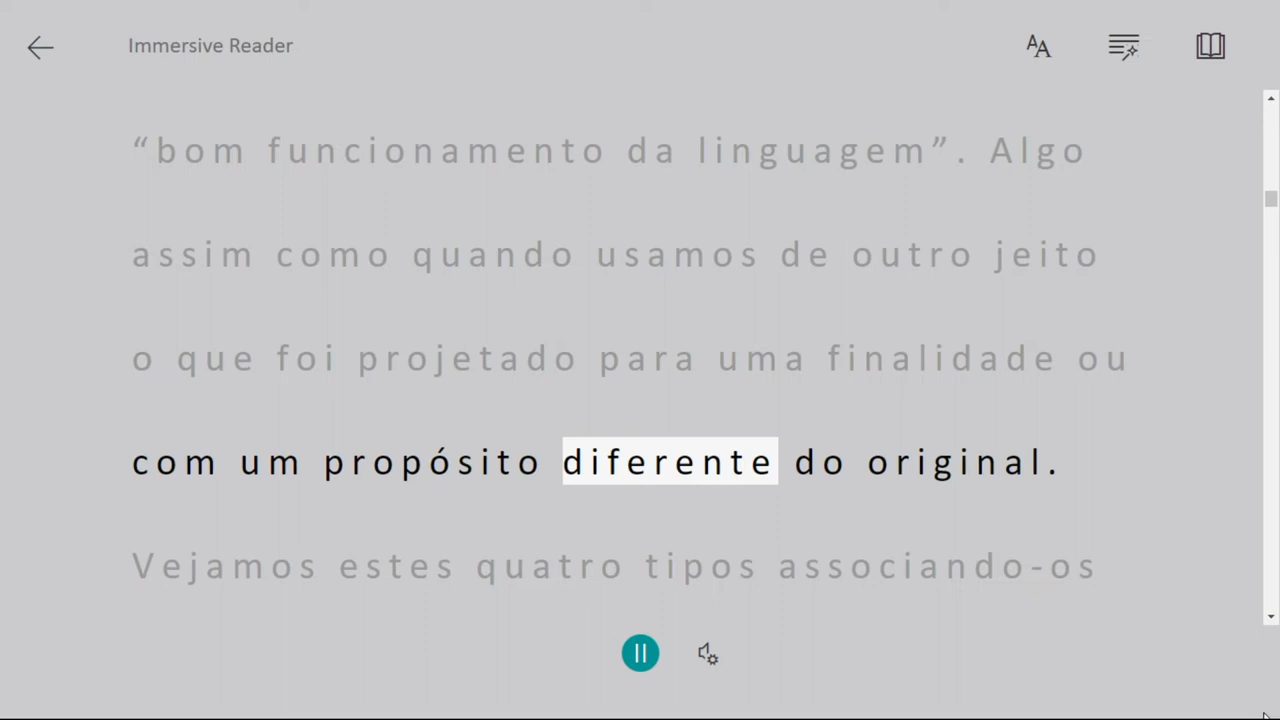 Immersive Reader
“bom funcionamento da linguagem”. Algo
assim como quando usamos de outro jeito
o que foi projetado para uma finalidade ou
com um propósito diferente do original.
Vejamos estes quatro tipos associando-os